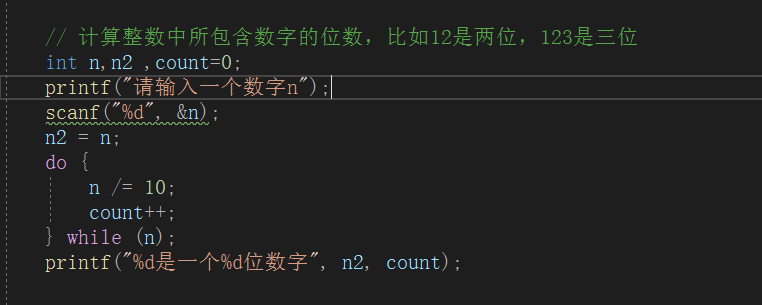 // 计算整数中所包含数字的位数，比如12是两位，123是三位
int n,n2 ,count=0;
printf("请输入一个数字n");
scanf("%d", &n);
n2 = n;
do {
n /= 10;
count++;
} while (n);
printf("%d是一个%d位数字", n2, count);